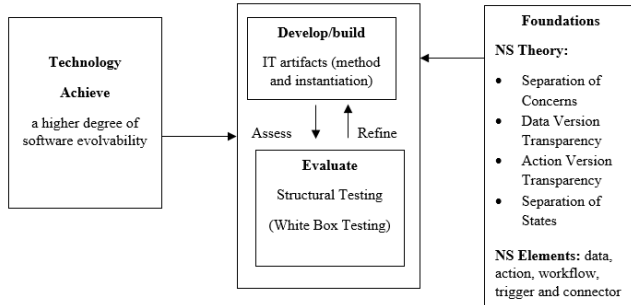 Technology
Achieve
a higher degree of
software evolvability
Develop/build
IT artifacts (method
and instantiation)
Assess
Refine
Evaluate
Structural Testing
(White Box Testing)
Foundations
NS Theory:
• Separation of
Concerns
• Data Version
Transparency
• Action Version
Transparency
• Separation of
States
NS Elements: data,
action, workflow,
trigger and connector